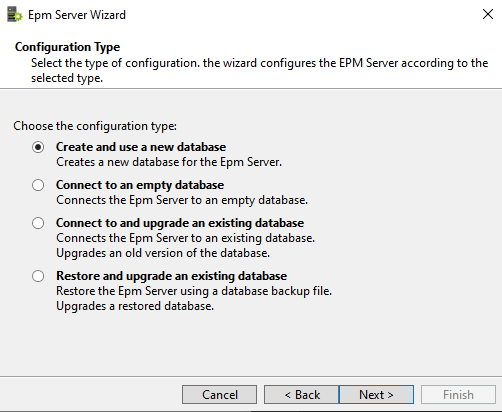 Epm Server Wizard
Configuration Type
Select the type of configuration. the wizard configures the EPM Server according to the
selected type.
Choose the configuration type:
Create and use a new database
Creates a new database for the Epm Server.
Connect to an empty database
Connects the Epm Server to an empty database.
Connect to and upgrade an existing database
Connects the Epm Server to an existing database.
Upgrades an old version of the database.
Restore and upgrade an existing database
Restore the Epm Server using a database backup file.
Upgrades a restored database.
Cancel < Back Next > Finish